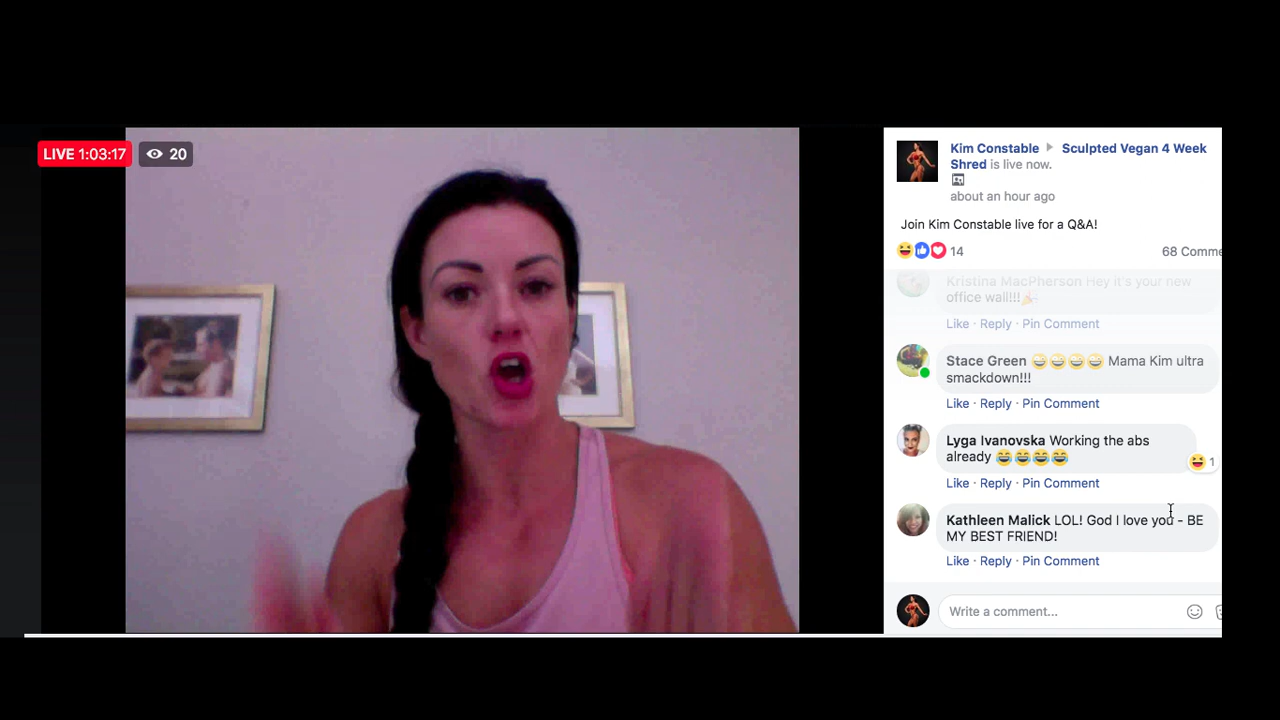 LIVE 1:03:17
20
Kim Constable Sculpted Vegan 4 Week
Shred is live now.
about an hour ago
Join Kim Constable live for a Q&A!
14
68 Comme
Kristina MacPherson Hey it's your new
office wall!!!🎉
Like · Reply · Pin Comment
Stace Green 😅😅😅😅 Mama Kim ultra
smackdown!!!
Like · Reply · Pin Comment
Lyga Ivanovska Working the abs
already 😂😂😂😂
1
Like · Reply · Pin Comment
Kathleen Malick LOL! God I love you - BE
MY BEST FRIEND!
Like · Reply · Pin Comment
Write a comment...